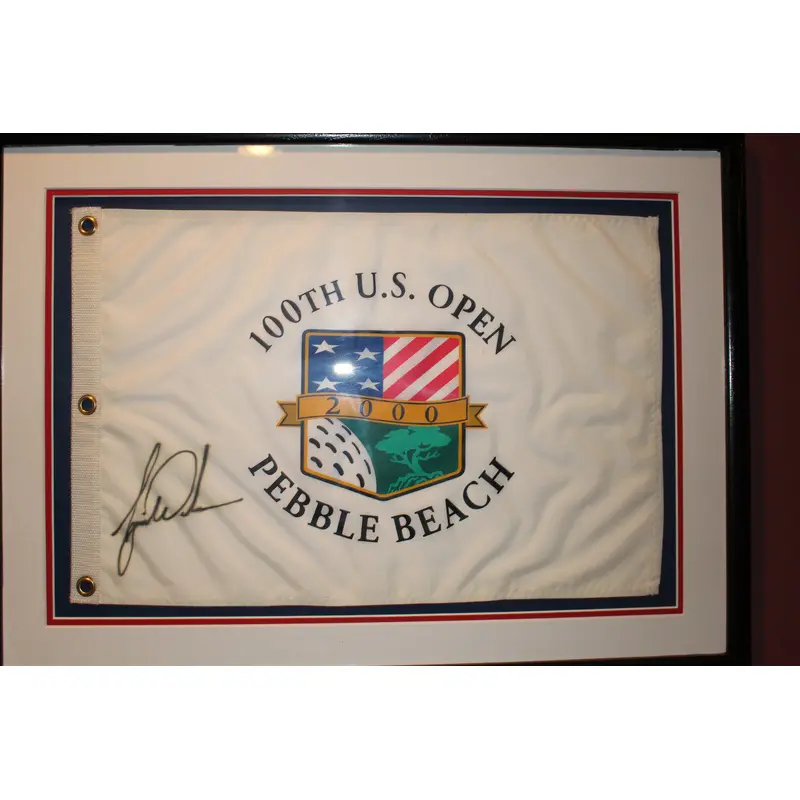 100TH U.S. OPEN
2000
PEBBLE BEACH